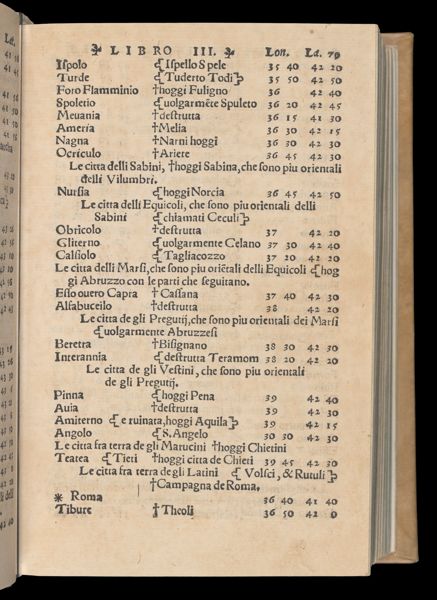 LIBRO III. Lon. La. 79
Ispolo {Ispello Spele 35 40 42 20
Turde {Tuderto Todi} 35 50 42 50
Foro Flamminio †hoggi Fuligno 36 42 40
Spoletio {uolgarmēte Spuleto 36 20 42 45
Meuania †destrutta 36 15 41 30
Ameria †Melia 36 30 42 15
Nagna †Narni hoggi 36 30 42 30
Ocriculo †Ariete 36 45 42 30
Le citta delli Sabini, †hoggi Sabina, che sono piu orientali
delli Vilumbri.
Nursia {hoggi Norcia 36 45 42 50
Le citta delli Equicoli, che sono piu orientali delli
Sabini {chiamati Ceculi}
Obricolo †destrutta 37 42 20
Gliterno {uolgarmente Celano 37 30 42 40
Calsiolo {Tagliacozzo 37 20 42 20
Le citta delli Marsi, che sono piu oriētali delli Equicoli {hog
gi Abruzzo con le parti che seguitano.
Esso ouero Capra †Cassana 37 40 42 30
Alfabucello †destrutta 38 42 20
Le citta de gli Pregutij, che sono piu orientali dei Marsi
{uolgarmente Abruzzesi
Beretra †Bisignano 38 30 42 30
Interannia {destrutta Teramom 38 20 42 20
Le citta de gli Vestini, che sono piu orientali
de gli Pregutij.
Pinna {hoggi Pena 39 42 40
Auia †destrutta 39 42 30
Amiterno {e ruinata, hoggi Aquila} 39 42 15
Angolo {S. Angelo 30 30 42 30
Le citta fra terra de gli Marucini †hoggi Chietini
Teatea {Tieti †hoggi citta de Chieti 39 45 42 30
Le citta fra terra de gli Latini {Volsci, & Rutuli}
†Campagna de Roma.
* Roma 36 40 41 40
Tibure †Theoli 36 50 42 0